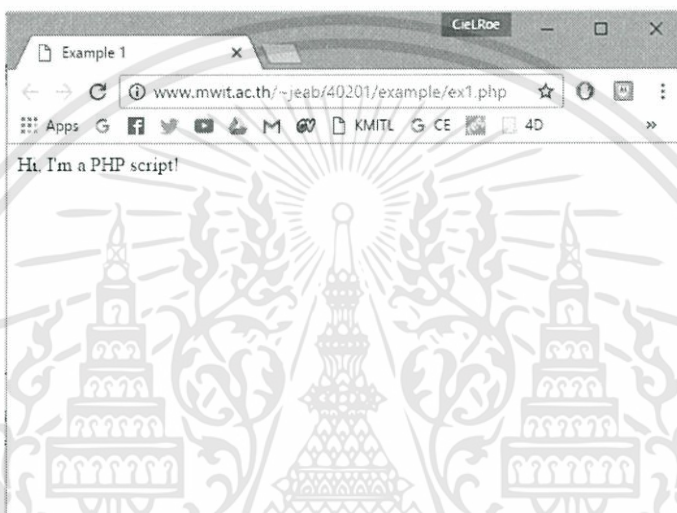 CieLRoe
Example 1
www.mwit.ac.th/~jeab/40201/example/ex1.php
Apps G M KMITL G CE 4D »
Hi, I'm a PHP script!